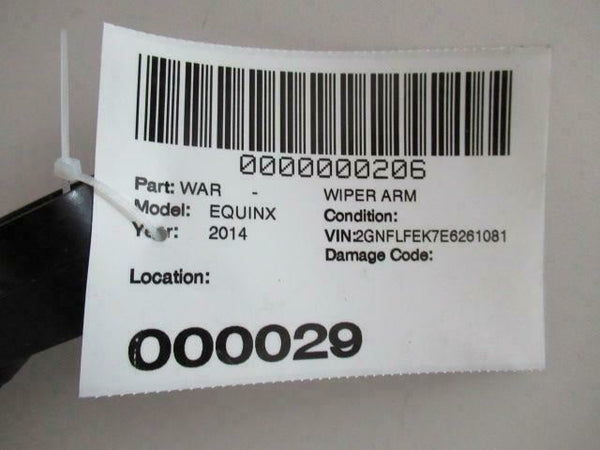 0000000206
Part: WAR - WIPER ARM
Model: EQUINX Condition:
Year: 2014 VIN:2GNFLFEK7E6261081
Damage Code:
Location:
000029